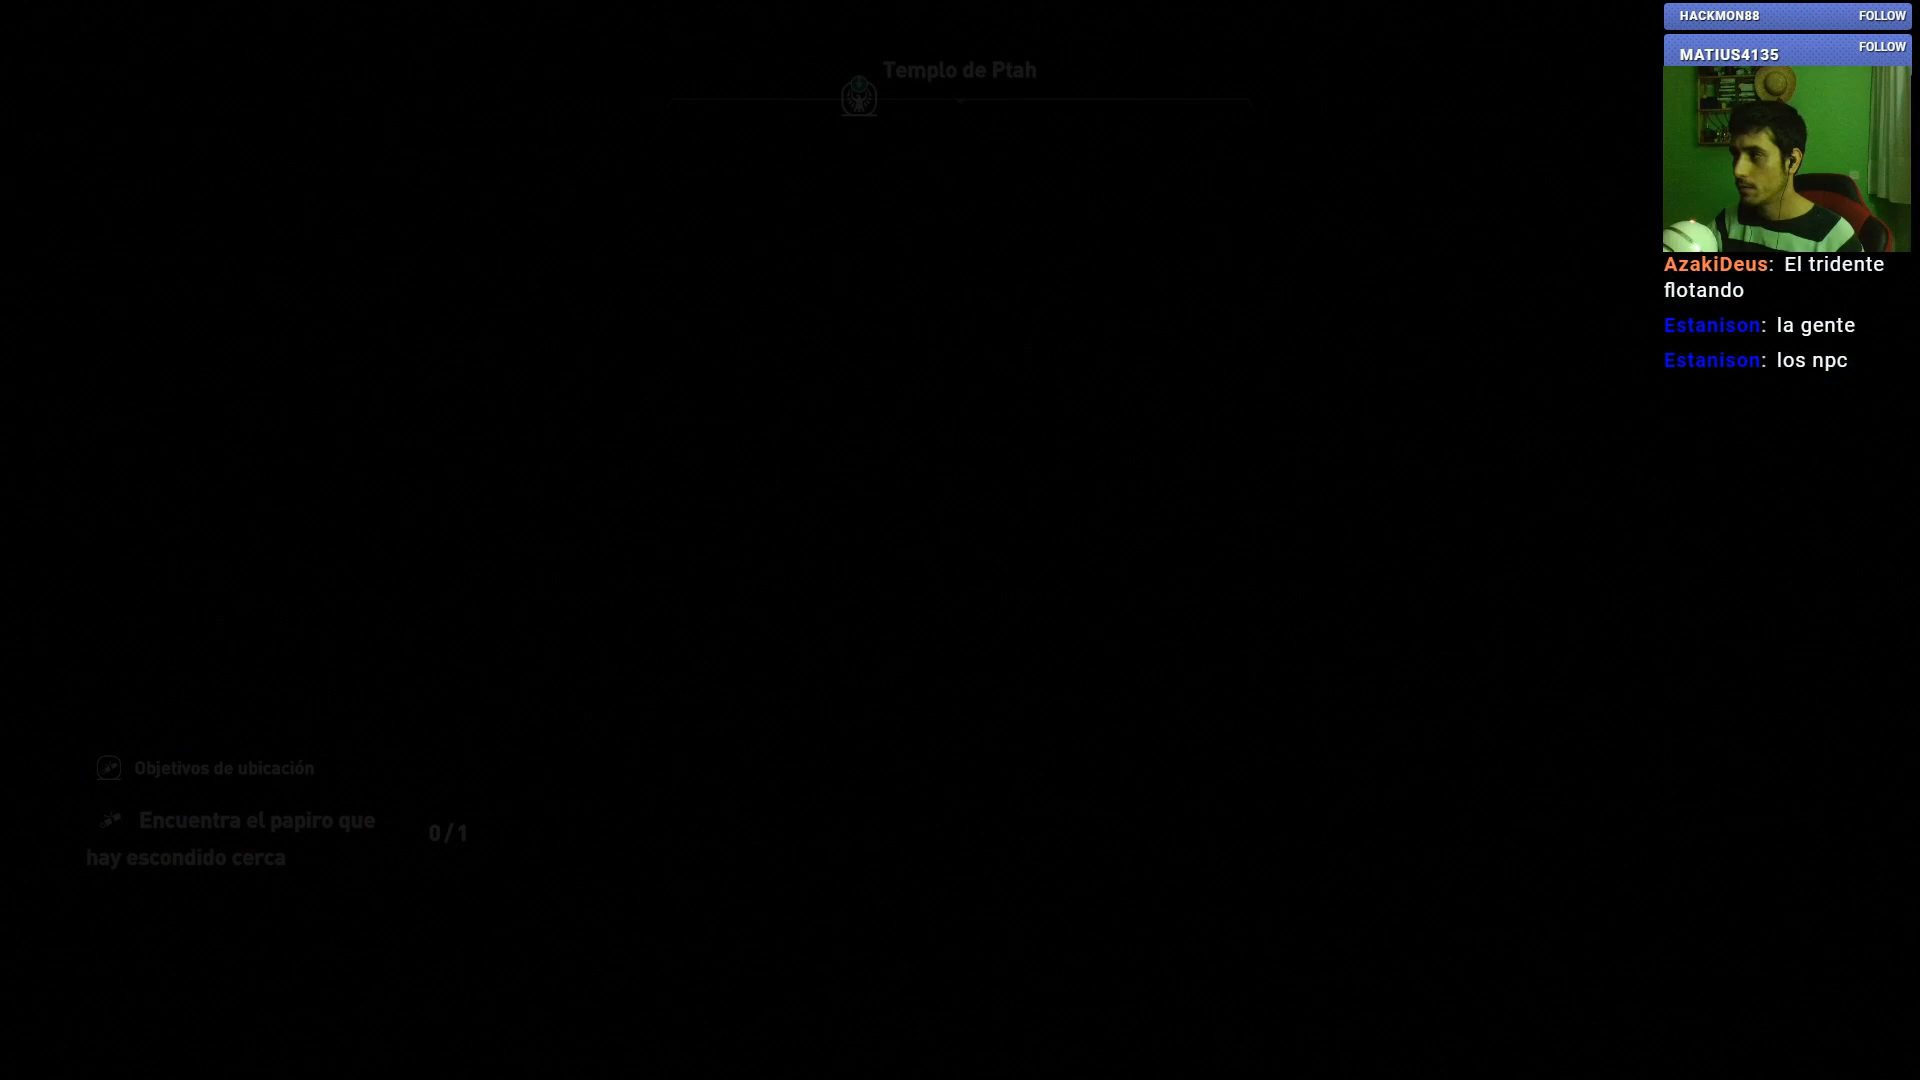 HACKMON88 FOLLOW
MATIUS4135 FOLLOW
Templo de Ptah
AzakiDeus: El tridente
flotando
Estanison: la gente
Estanison: los npc
Objetivos de ubicación
Encuentra el papiro que
hay escondido cerca
0/1